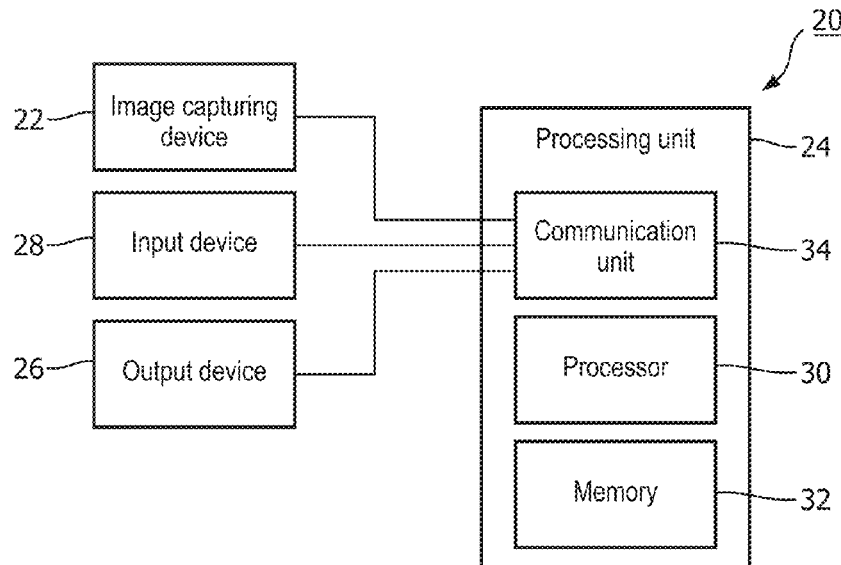 20
22
Image capturing
device
Processing unit
24
28
Input device
Communication
unit
34
26
Output device
Processor
30
Memory
32